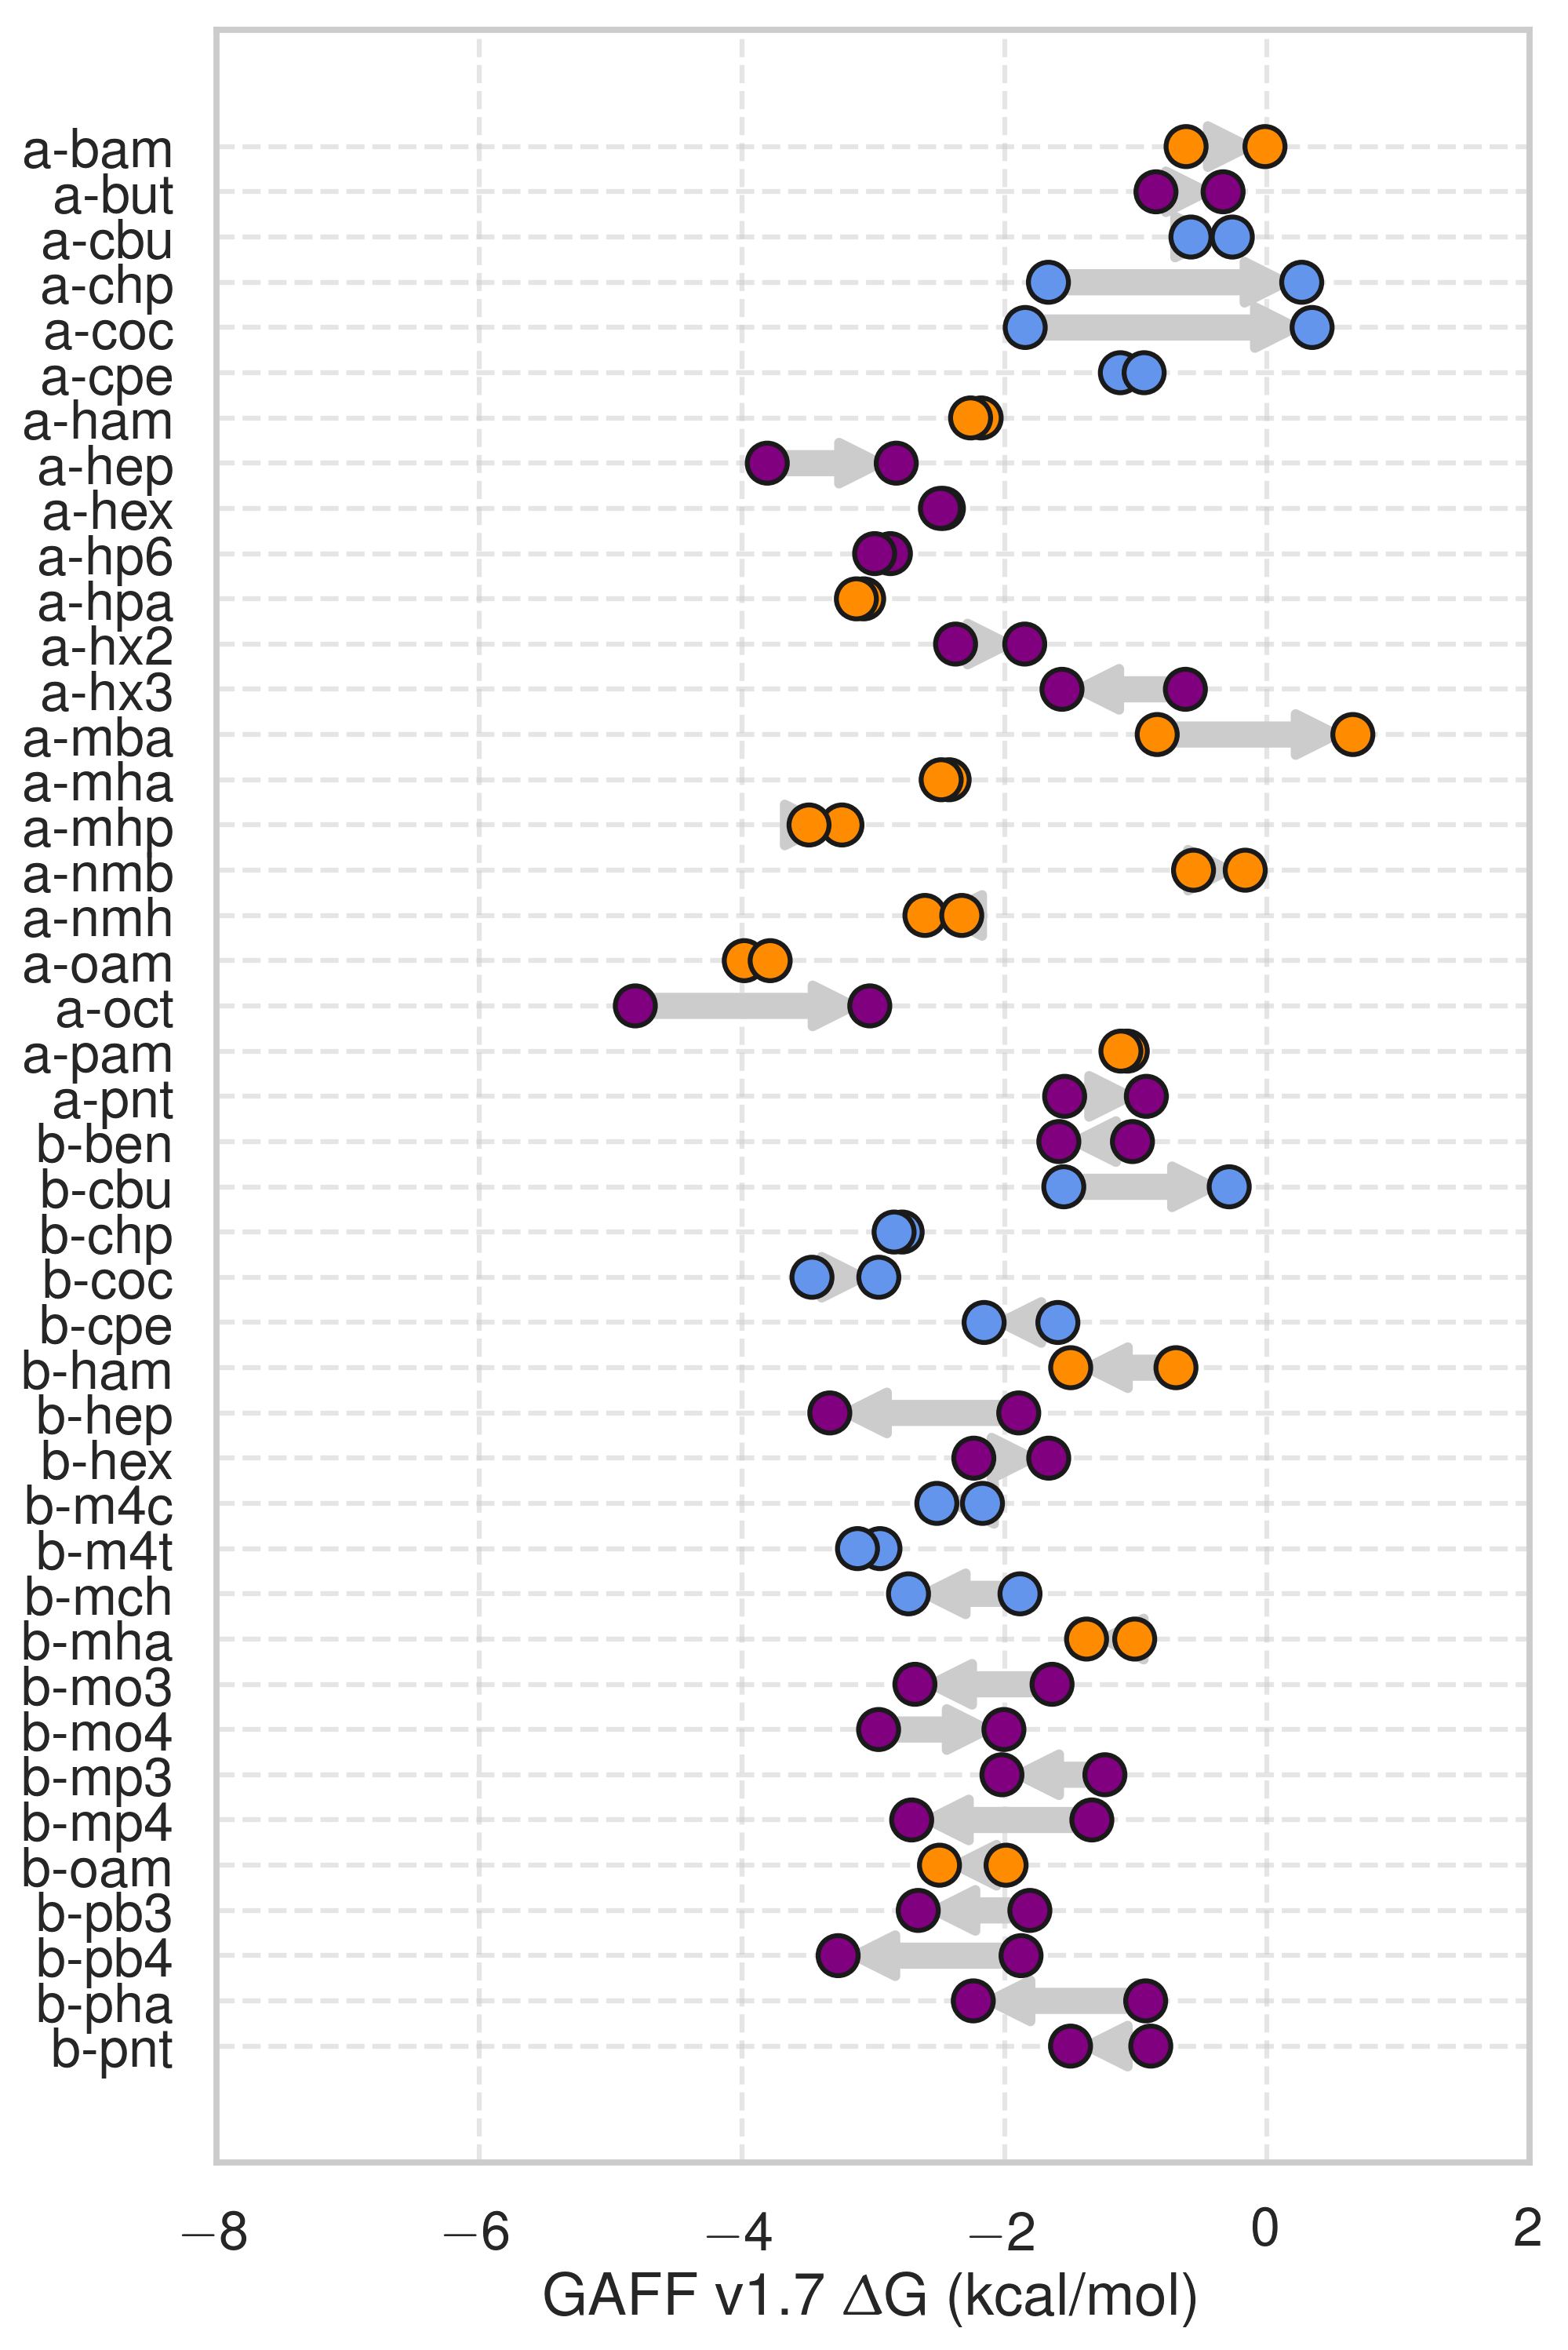 a-bam
a-but
a-cbu
a-chp
a-coc
a-cpe
a-ham
a-hep
a-hex
a-hp6
a-hpa
a-hx2
a-hx3
a-mba
a-mha
a-mhp
a-nmb
a-nmh
a-oam
a-oct
a-pam
a-pnt
b-ben
b-cbu
b-chp
b-coc
b-cpe
b-ham
b-hep
b-hex
b-m4c
b-m4t
b-mch
b-mha
b-mo3
b-mo4
b-mp3
b-mp4
b-oam
b-pb3
b-pb4
b-pha
b-pnt
−8 −6 −4 −2 0 2
GAFF v1.7 ΔG (kcal/mol)